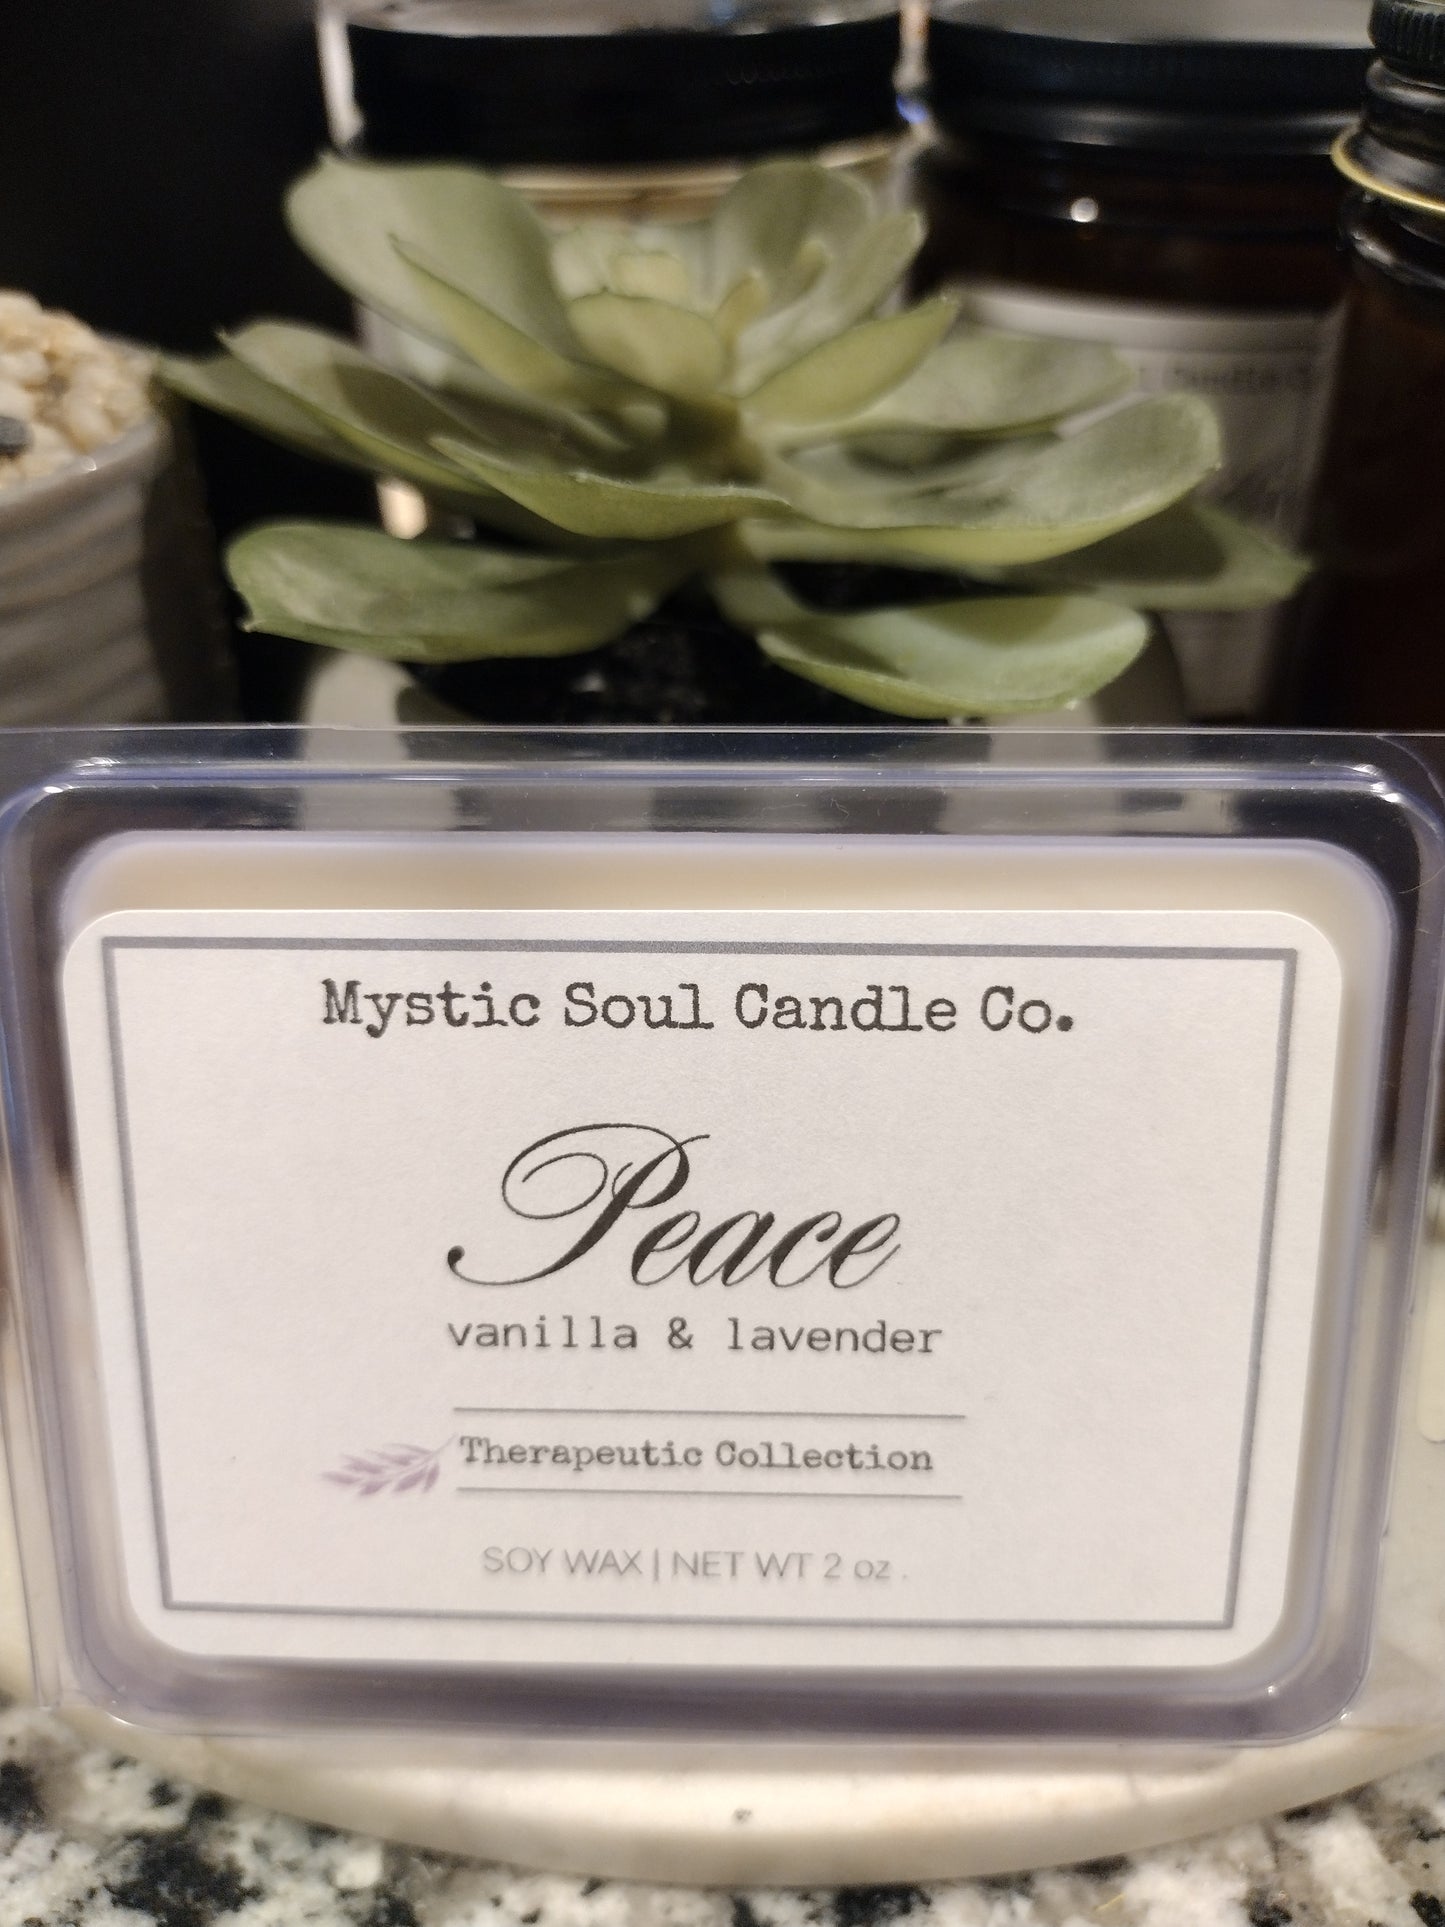 Mystic Soul Candle Co.
Peace
vanilla & lavender
Therapeutic Collection
SOY WAX | NET WT 2 oz .